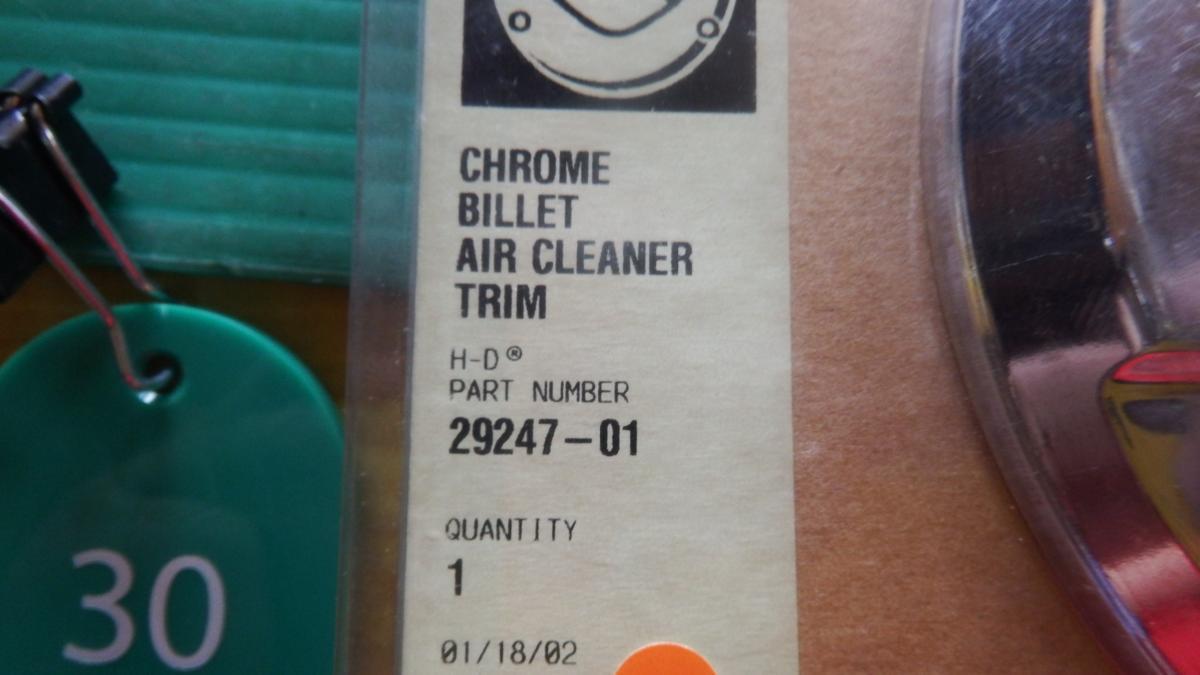 CHROME
BILLET
AIR CLEANER
TRIM
H-D®
PART NUMBER
29247-01
QUANTITY
1
01/18/02
30